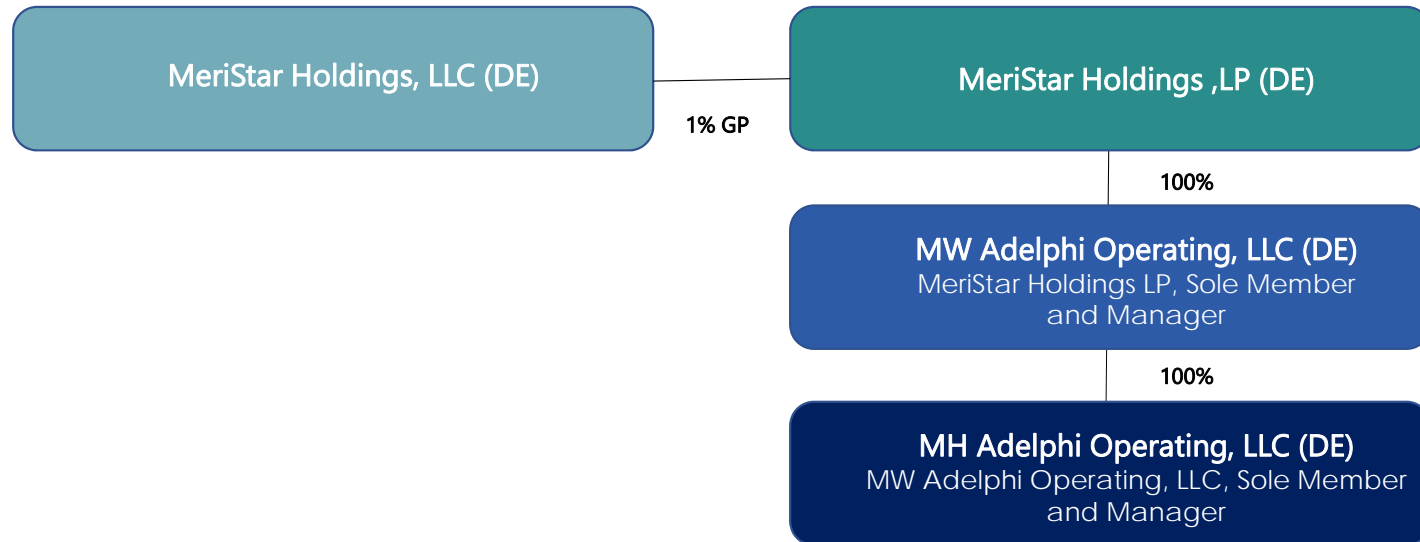 MeriStar Holdings, LLC (DE)
MeriStar Holdings ,LP (DE)
1% GP
100%
MW Adelphi Operating, LLC (DE)
MeriStar Holdings LP, Sole Member
and Manager
100%
MH Adelphi Operating, LLC (DE)
MW Adelphi Operating, LLC, Sole Member
and Manager